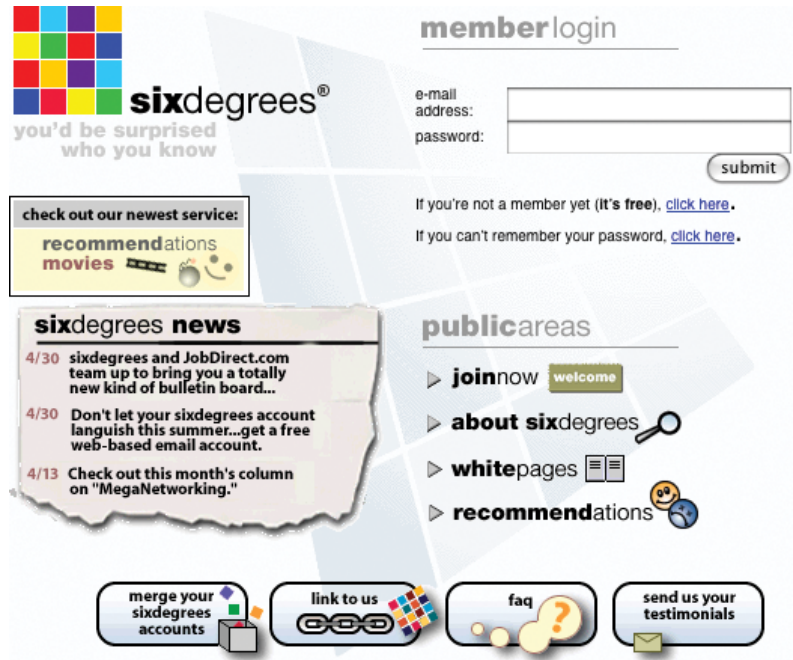 sixdegrees®
you'd be surprised
who you know
memberlogin
e-mail
address:
password:
submit
If you're not a member yet (it's free), click here.
If you can't remember your password, click here.
check out our newest service:
recommendations
movies
sixdegrees news
4/30 sixdegrees and JobDirect.com
team up to bring you a totally
new kind of bulletin board...
4/30 Don't let your sixdegrees account
languish this summer...get a free
web-based email account.
4/13 Check out this month's column
on "MegaNetworking."
publicareas
joinnow welcome
about sixdegrees
whitepages
recommendations
merge your
sixdegrees
accounts
link to us
faq
?
send us your
testimonials